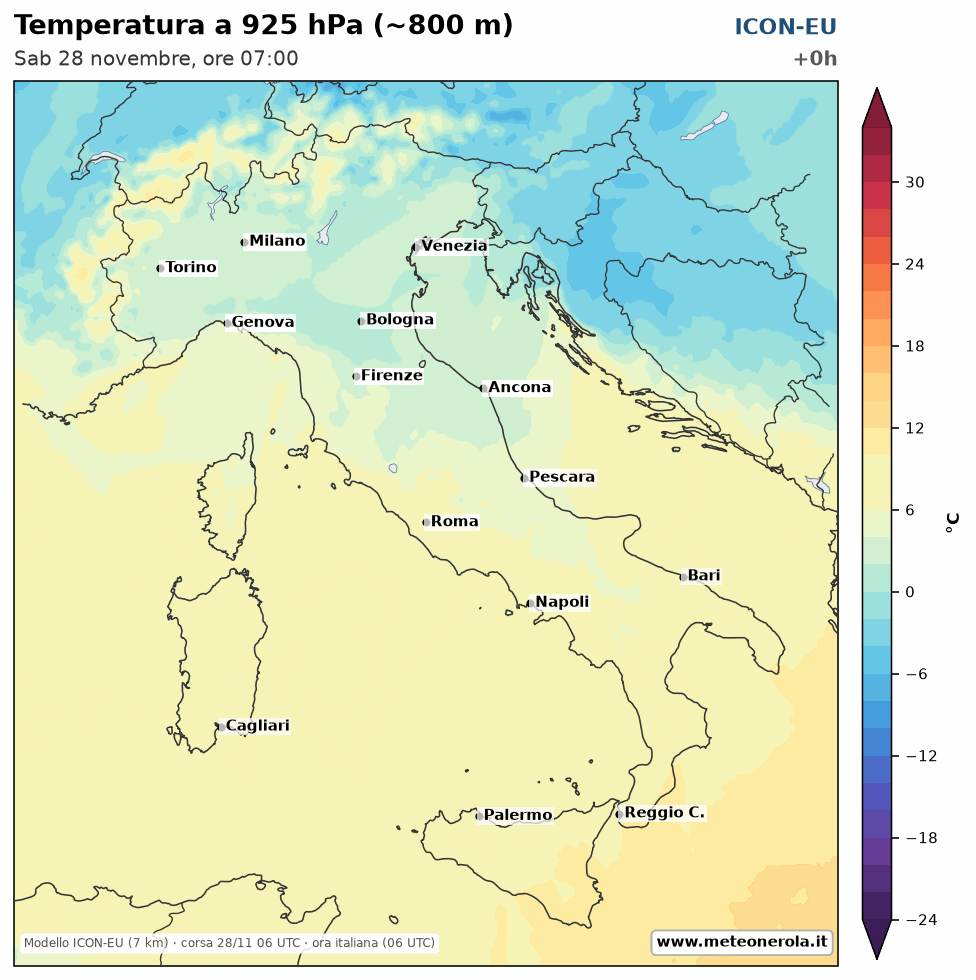 Temperatura a 925 hPa (~800 m)
ICON-EU
Sab 28 novembre, ore 07:00
+0h
Milano
Venezia
Torino
Genova
Bologna
Firenze
Ancona
Pescara
Roma
Bari
Napoli
Cagliari
Palermo
Reggio C.
30
24
18
12
6
0
−6
−12
−18
−24
°C
Modello ICON-EU (7 km) · corsa 28/11 06 UTC · ora italiana (06 UTC)
www.meteonerola.it